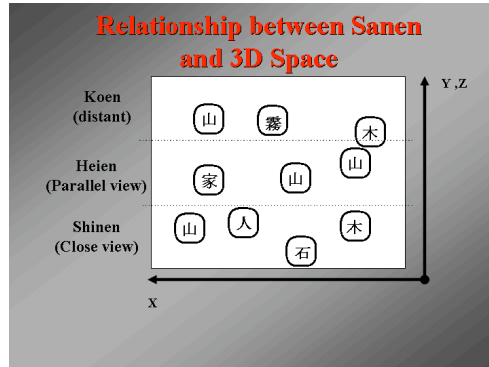 Relationship between Sanen
and 3D Space
Y ,Z
Koen
(distant)
山 霧 木
Heien
(Parallel view)
家 山 山
Shinen
(Close view)
山 人 石 木
X